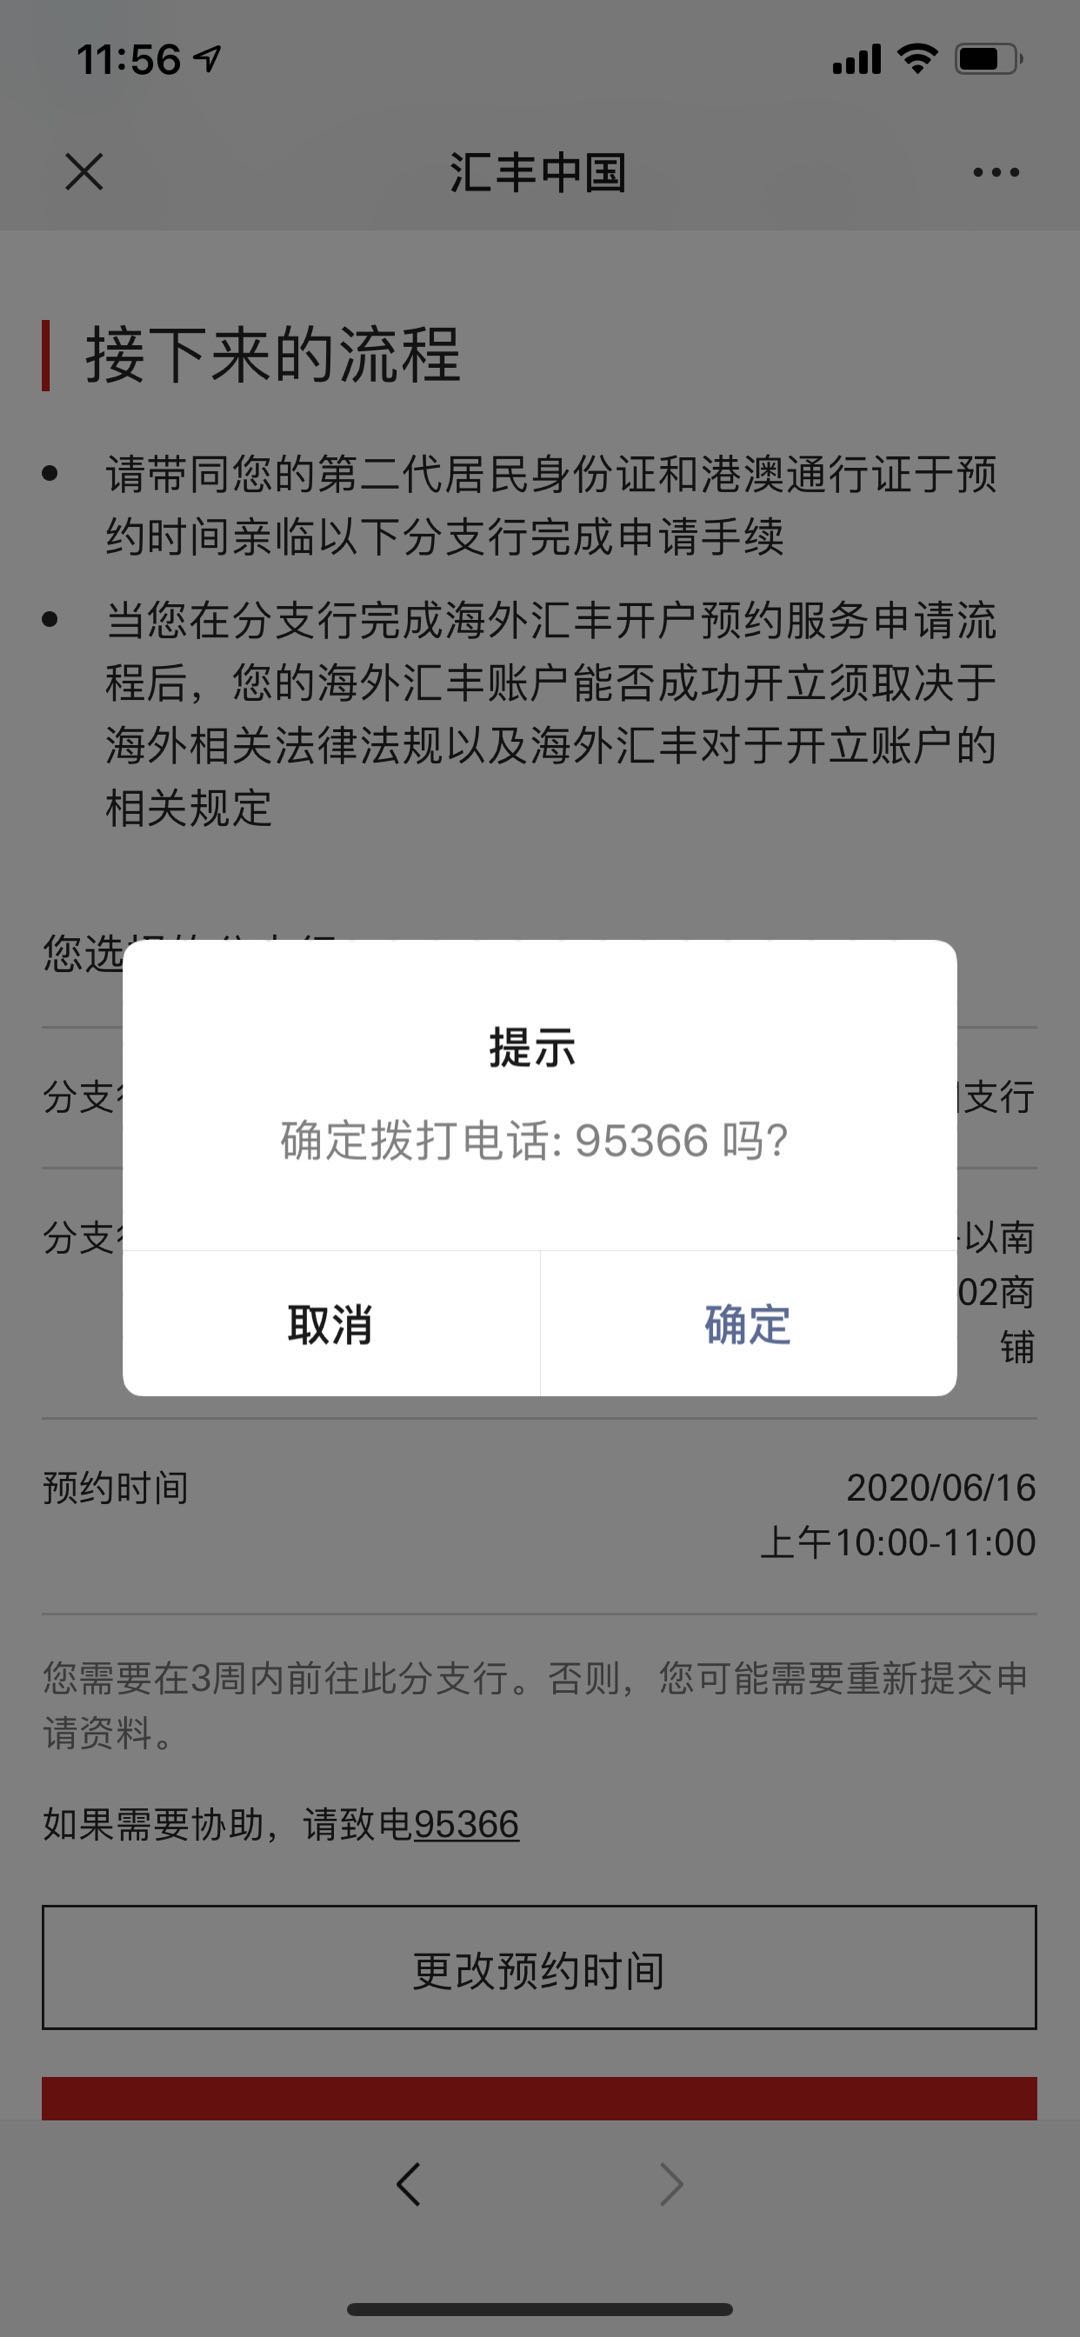 11:56
汇丰中国
接下来的流程
请带同您的第二代居民身份证和港澳通行证于预
约时间亲临以下分支行完成申请手续
当您在分支行完成海外汇丰开户预约服务申请流
程后，您的海外汇丰账户能否成功开立须取决于
海外相关法律法规以及海外汇丰对于开立账户的
相关规定
您选
提示
分支
支行
确定拨打电话: 95366 吗?
分支
以南
02商
取消
确定
铺
预约时间
2020/06/16
上午10:00-11:00
您需要在3周内前往此分支行。否则，您可能需要重新提交申
请资料。
如果需要协助，请致电95366
更改预约时间